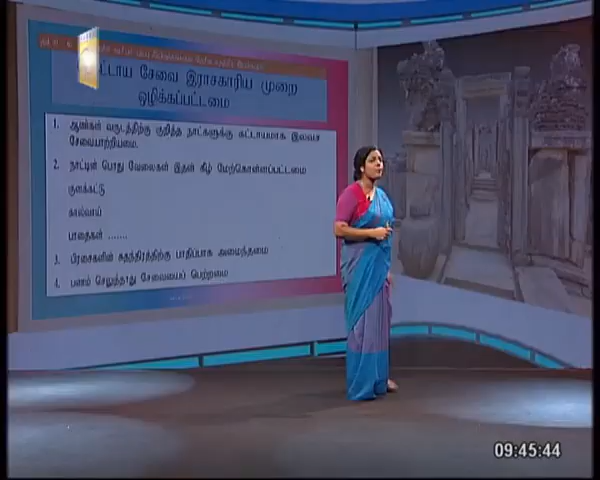 கட்டாய சேவை இராசகாரிய முறை
ஒழிக்கப்பட்டமை
1. ஆண்கள் வருடத்திற்கு குறித்த நாட்களுக்கு கட்டாயமாக இலவச
சேவையாற்றியமை.
2. நாட்டின் பொது வேலைகள் இதன் கீழ் மேற்கொள்ளப்பட்டமை
குளக்கட்டு
கால்வாய்
பாதைகள் .......
3. பிரசைகளின் சுதந்திரத்திற்கு பாதிப்பாக அமைந்தமை
4. பணம் செலுத்தாது சேவையைப் பெற்றமை
09:45:44